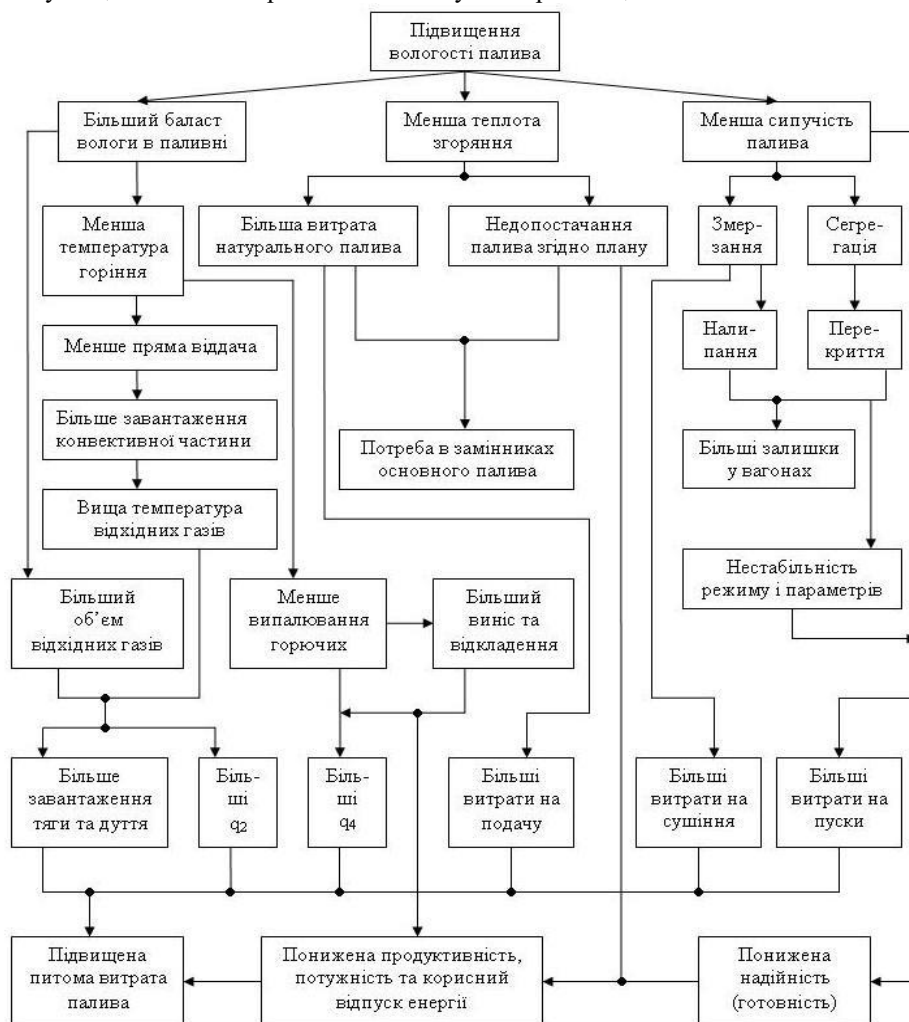 Підвищення
вологості палива
Більший баласт
вологи в паливні
Менша теплота
згоряння
Менша сипучість
палива
Менша
температура
горіння
Більша витрата
натурального палива
Недопостачання
палива згідно плану
Змер-
зання
Сегре-
гація
Менше пряма віддача
Нали-
пання
Пере-
криття
Більше завантаження
конвективної частини
Потреба в замінниках
основного палива
Більші залишки
у вагонах
Вища температура
відхідних газів
Більший
об’єм
відхідних газів
Менше
випалювання
горючих
Більший
виніс та
відкладення
Нестабільність
режиму і параметрів
Більше
завантаження
тяги та дуття
Біль-
ші
q2
Біль-
ші
q4
Більші
витрати на
подачу
Більші
витрати на
сушіння
Більші
витрати на
пуски
Підвищена
питома витрата
палива
Понижена продуктивність,
потужність та корисний
відпуск енергії
Понижена
надійність
(готовність)